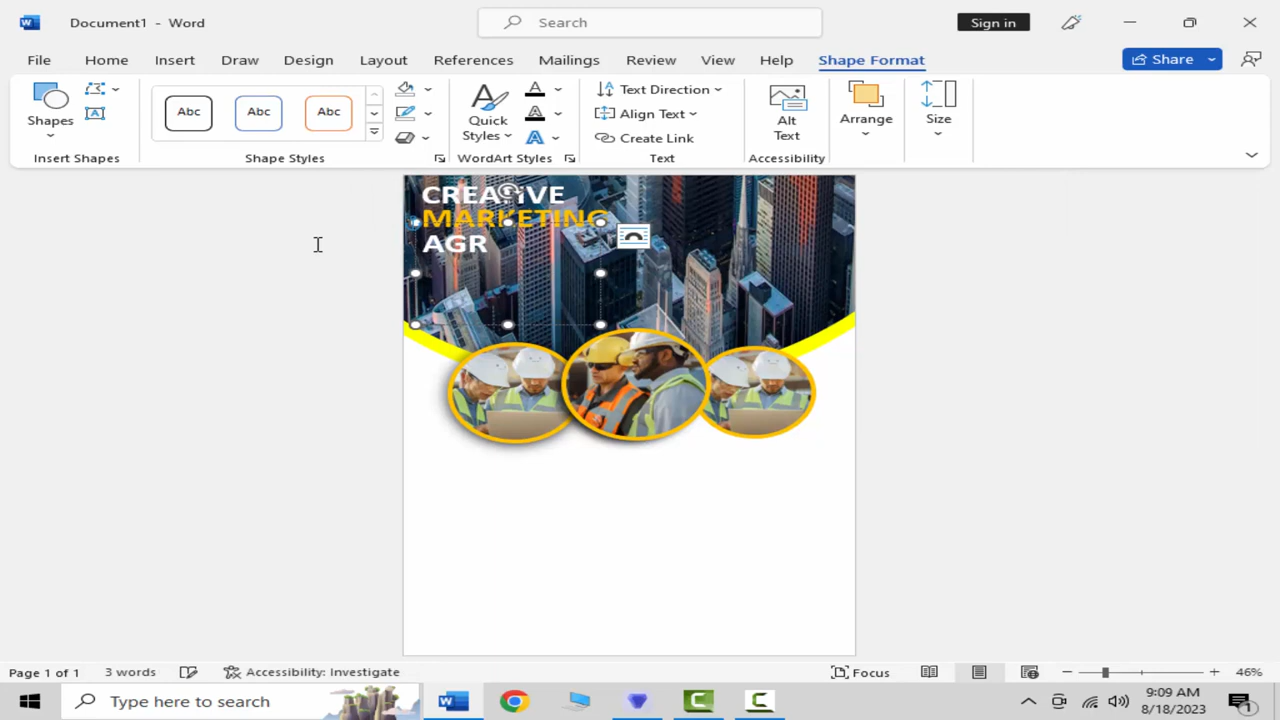 Document1 - Word
Search
Sign in
File Home Insert Draw Design Layout References Mailings Review View Help Shape Format
Share
Shapes
Abc Abc Abc
Quick
Styles
Text Direction
Align Text
Create Link
Alt
Text
Arrange
Size
Insert Shapes Shape Styles WordArt Styles Text Accessibility
CREATIVE
MARKETING
AGR
Page 1 of 1 3 words Accessibility: Investigate Focus 46%
Type here to search
9:09 AM
8/18/2023
1